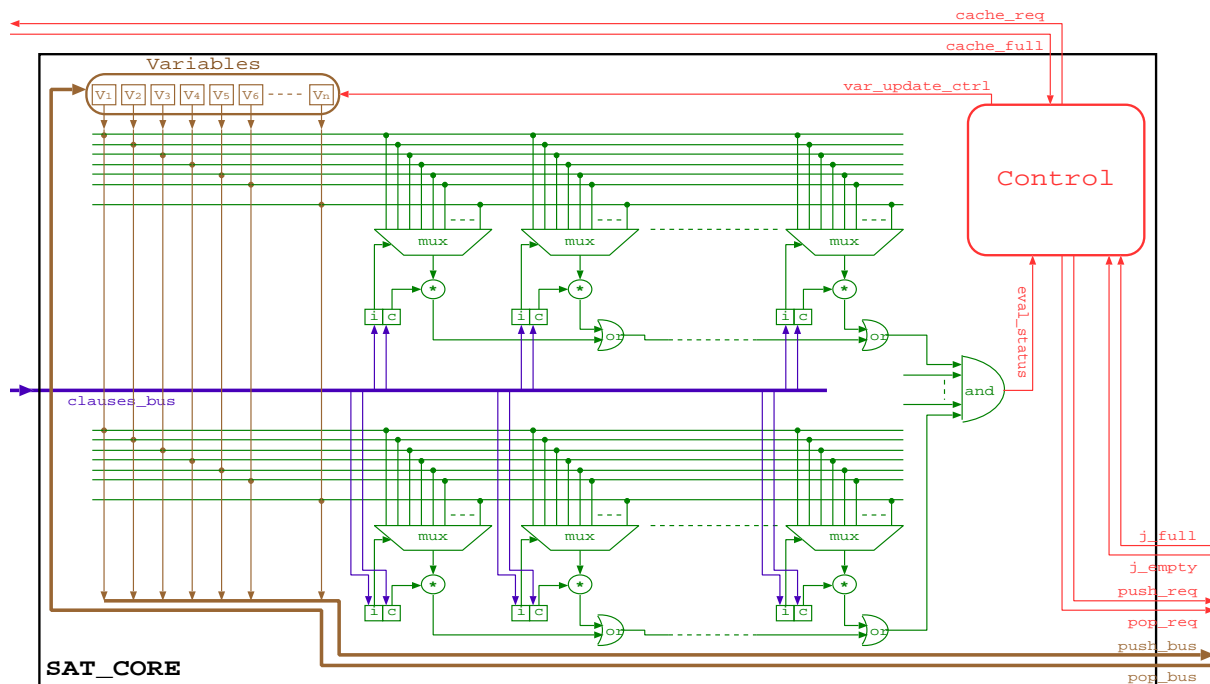 cache_req
cache_full
Variables
V1 V2 V3 V4 V5 V6 Vn
var_update_ctrl
Control
mux mux mux
* * *
i c i c i c
or or
eval_status
and
clauses_bus
mux mux mux
* * *
i c i c i c
or or
j_full
j_empty
push_req
pop_req
push_bus
pop_bus
SAT_CORE